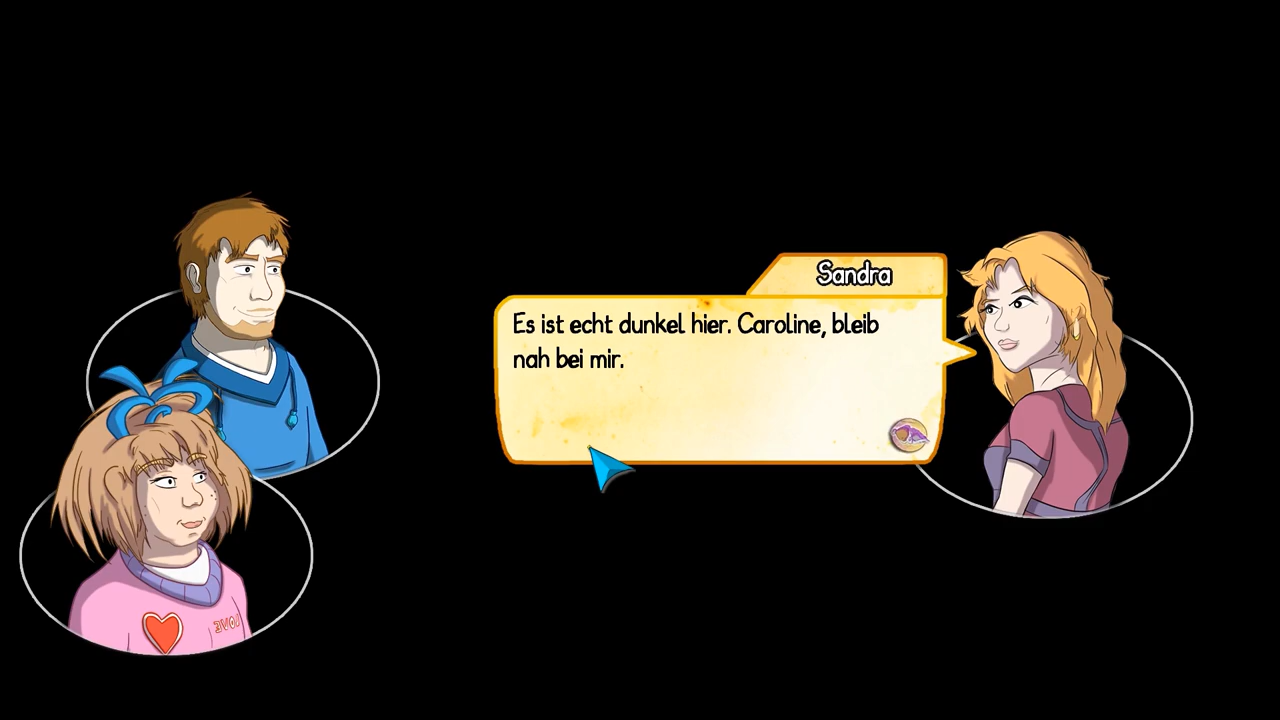 Sandra
Es ist echt dunkel hier. Caroline, bleib
nah bei mir.
LOVE